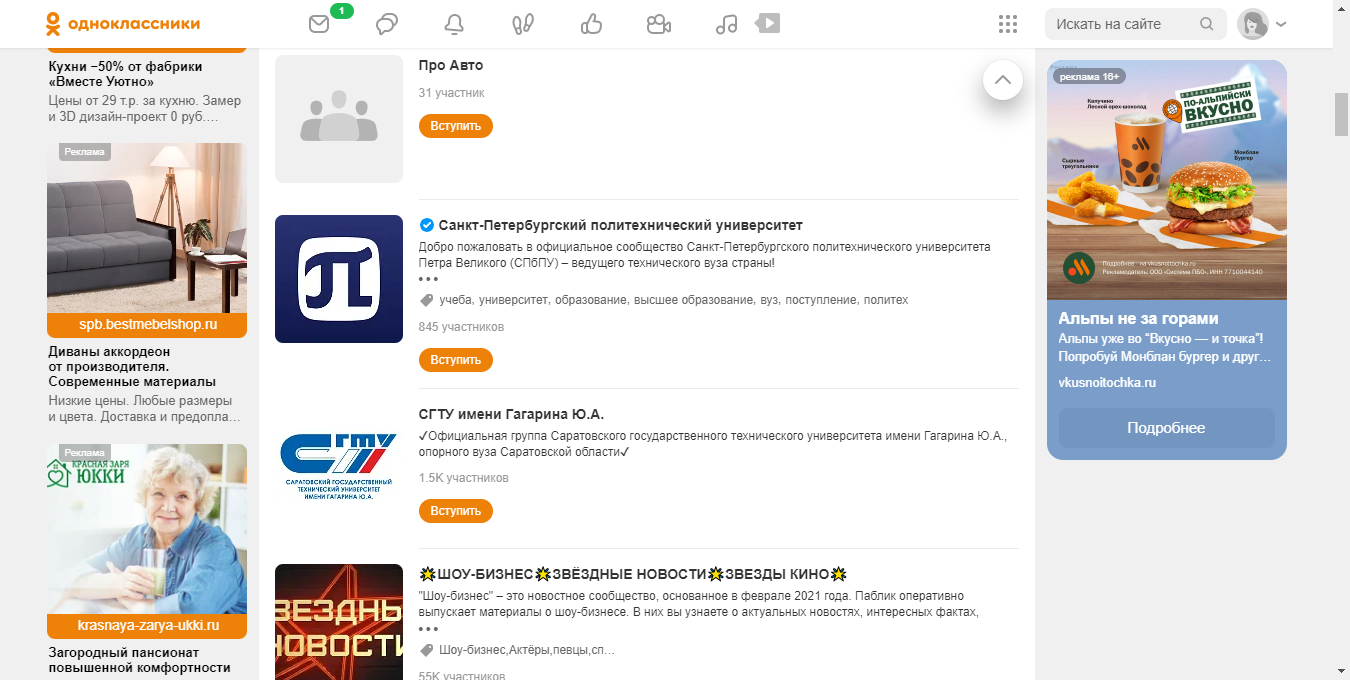 одноклассники
1
Искать на сайте
Кухни –50% от фабрики
«Вместе Уютно»
Цены от 29 т.р. за кухню. Замер
и 3D дизайн-проект 0 руб.…
Реклама
spb.bestmebelshop.ru
Диваны аккордеон
от производителя.
Современные материалы
Низкие цены. Любые размеры
и цвета. Доставка и предопла…
Реклама
КРАСНАЯ ЗАРЯ
ЮККИ
krasnaya-zarya-ukki.ru
Загородный пансионат
повышенной комфортности
Про Авто
31 участник
Вступить
Санкт-Петербургский политехнический университет
Добро пожаловать в официальное сообщество Санкт-Петербургского политехнического университета
Петра Великого (СПбПУ) – ведущего технического вуза страны!
•••
учеба, университет, образование, высшее образование, вуз, поступление, политех
845 участников
Вступить
СГТУ
САРАТОВСКИЙ ГОСУДАРСТВЕННЫЙ
ТЕХНИЧЕСКИЙ УНИВЕРСИТЕТ
ИМЕНИ ГАГАРИНА Ю.А.
СГТУ имени Гагарина Ю.А.
✓Официальная группа Саратовского государственного технического университета имени Гагарина Ю.А.,
опорного вуза Саратовской области✓
1.5K участников
Вступить
ЗВЕЗДНЫ
НОВОСТИ
🌟ШОУ-БИЗНЕС🌟ЗВЁЗДНЫЕ НОВОСТИ🌟ЗВЕЗДЫ КИНО🌟
"Шоу-бизнес" – это новостное сообщество, основанное в феврале 2021 года. Паблик оперативно
выпускает материалы о шоу-бизнесе. В них вы узнаете о актуальных новостях, интересных фактах,
•••
Шоу-бизнес,Актёры,певцы,сп…
55K участников
реклама 16+
Капучино
Лесной орех-шоколад
ПО-АЛЬПИЙСКИ
ВКУСНО
Сырные
треугольники
Монблан
Бургер
Подробнее на vkusnoitochka.ru
Рекламодатель: ООО «Система ПБО», ИНН 7710044140
Альпы не за горами
Альпы уже во “Вкусно — и точка”!
Попробуй Монблан бургер и друг…
vkusnoitochka.ru
Подробнее